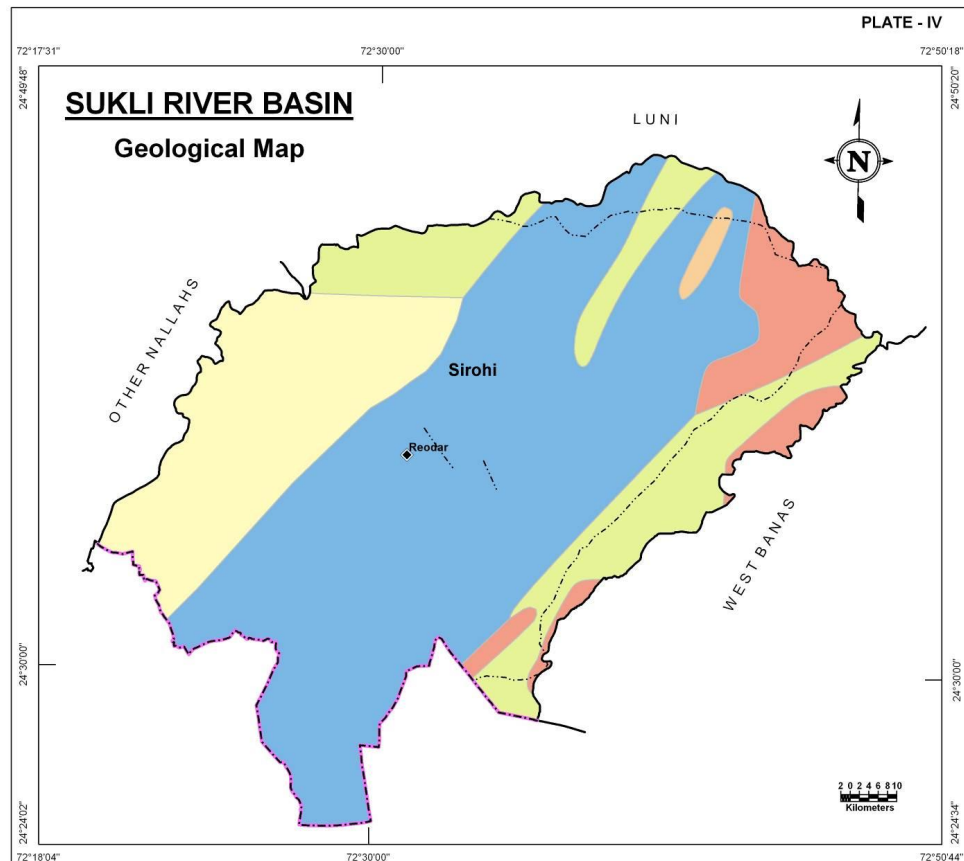 PLATE - IV
72°17'31"
72°30'00"
72°50'18"
24°49'48"
24°50'20"
SUKLI RIVER BASIN
Geological Map
LUNI
N
OTHER NALLAHS
Sirohi
Reodar
WEST BANAS
24°30'00"
24°30'00"
2 0 2 4 6 8 10
Kilometers
24°24'02"
24°24'34"
72°18'04"
72°30'00"
72°50'44"